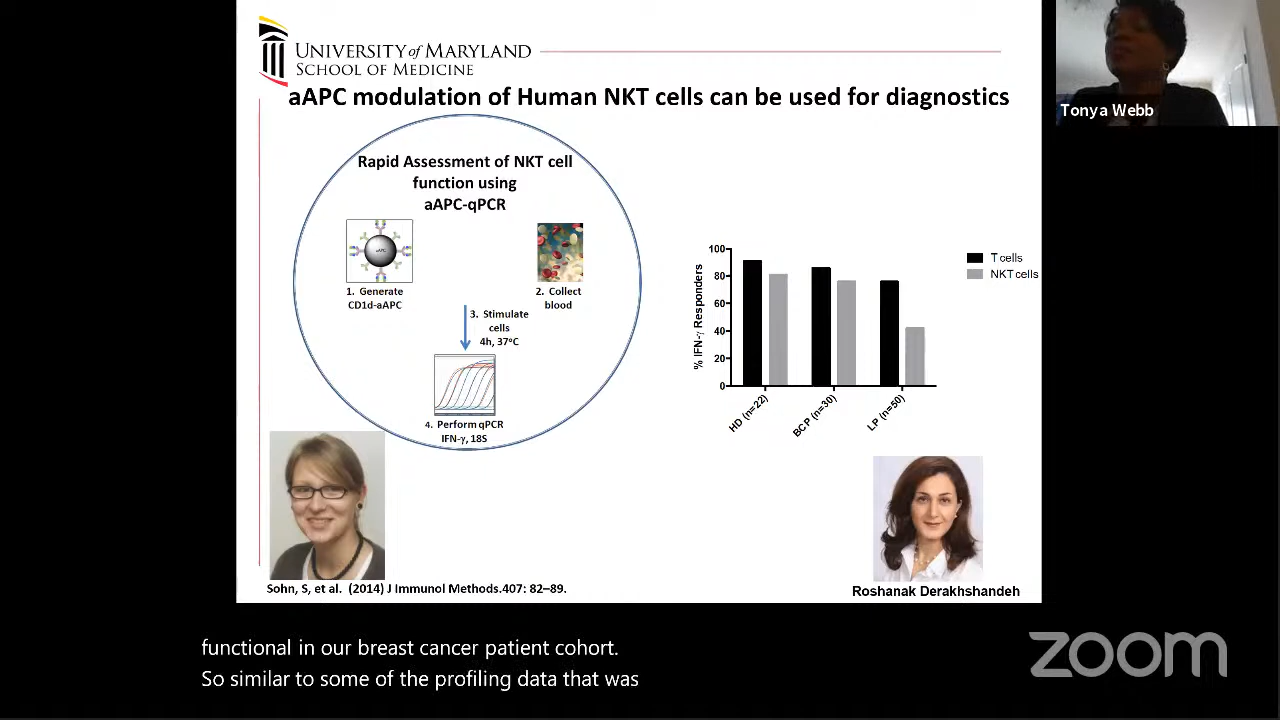 UNIVERSITY of MARYLAND
SCHOOL OF MEDICINE
aAPC modulation of Human NKT cells can be used for diagnostics
Tonya Webb
Rapid Assessment of NKT cell
function using
aAPC-qPCR
aAPC
1. Generate
CD1d-aAPC
2. Collect
blood
3. Stimulate
cells
4h, 37°C
4. Perform qPCR
IFN-γ, 18S
% IFN-γ Responders
100
80
60
40
20
0
HD (n=22)
BCP (n=30)
LP (n=50)
T cells
NKT cells
Sohn, S, et al. (2014) J Immunol Methods.407: 82–89.
Roshanak Derakhshandeh
functional in our breast cancer patient cohort.
So similar to some of the profiling data that was
zoom